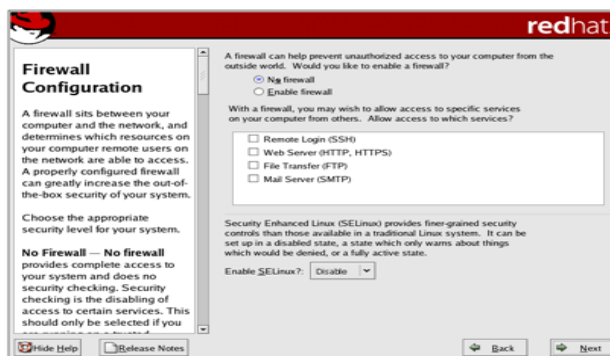 redhat
Firewall
Configuration
A firewall sits between your
computer and the network, and
determines which resources on
your computer remote users on
the network are able to access.
A properly configured firewall
can greatly increase the out-of-
the-box security of your system.
Choose the appropriate
security level for your system.
No Firewall — No firewall
provides complete access to
your system and does no
security checking. Security
checking is the disabling of
access to certain services. This
should only be selected if you
A firewall can help prevent unauthorized access to your computer from the
outside world. Would you like to enable a firewall?
No firewall
Enable firewall
With a firewall, you may wish to allow access to specific services
on your computer from others. Allow access to which services?
Remote Login (SSH)
Web Server (HTTP, HTTPS)
File Transfer (FTP)
Mail Server (SMTP)
Security Enhanced Linux (SELinux) provides finer-grained security
controls than those available in a traditional Linux system. It can be
set up in a disabled state, a state which only warns about things
which would be denied, or a fully active state.
Enable SELinux?: Disable
Hide Help
Release Notes
Back
Next